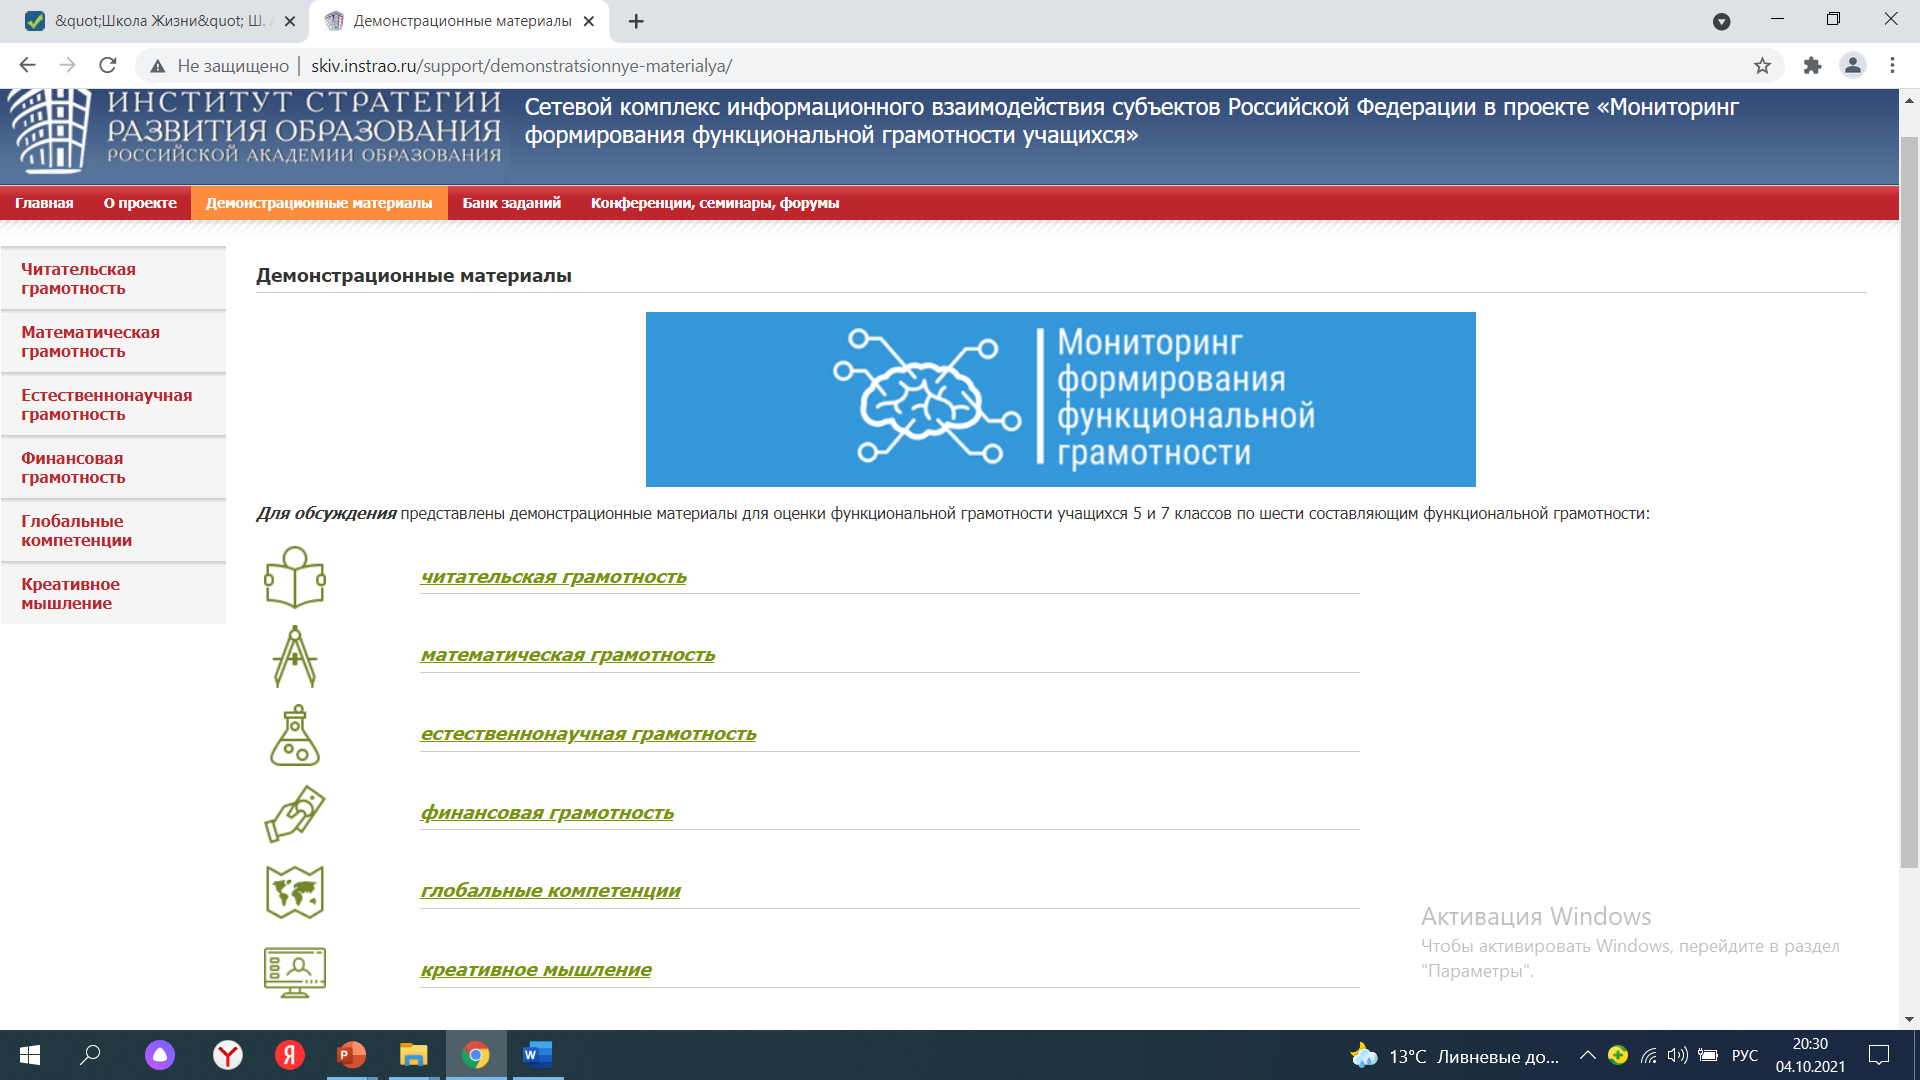 &quot;Школа Жизни&quot; Ш.
Демонстрационные материалы
Не защищено
skiv.instrao.ru/support/demonstratsionnye-materialya/
ИНСТИТУТ СТРАТЕГИИ
РАЗВИТИЯ ОБРАЗОВАНИЯ
РОССИЙСКОЙ АКАДЕМИИ ОБРАЗОВАНИЯ
Сетевой комплекс информационного взаимодействия субъектов Российской Федерации в проекте «Мониторинг
формирования функциональной грамотности учащихся»
Главная О проекте Демонстрационные материалы Банк заданий Конференции, семинары, форумы
Читательская
грамотность
Математическая
грамотность
Естественнонаучная
грамотность
Финансовая
грамотность
Глобальные
компетенции
Креативное
мышление
Демонстрационные материалы
Мониторинг
формирования
функциональной
грамотности
Для обсуждения представлены демонстрационные материалы для оценки функциональной грамотности учащихся 5 и 7 классов по шести составляющим функциональной грамотности:
читательская грамотность
математическая грамотность
естественнонаучная грамотность
финансовая грамотность
глобальные компетенции
креативное мышление
Активация Windows
Чтобы активировать Windows, перейдите в раздел
"Параметры".
13°C Ливневые до...
РУС
20:30
04.10.2021